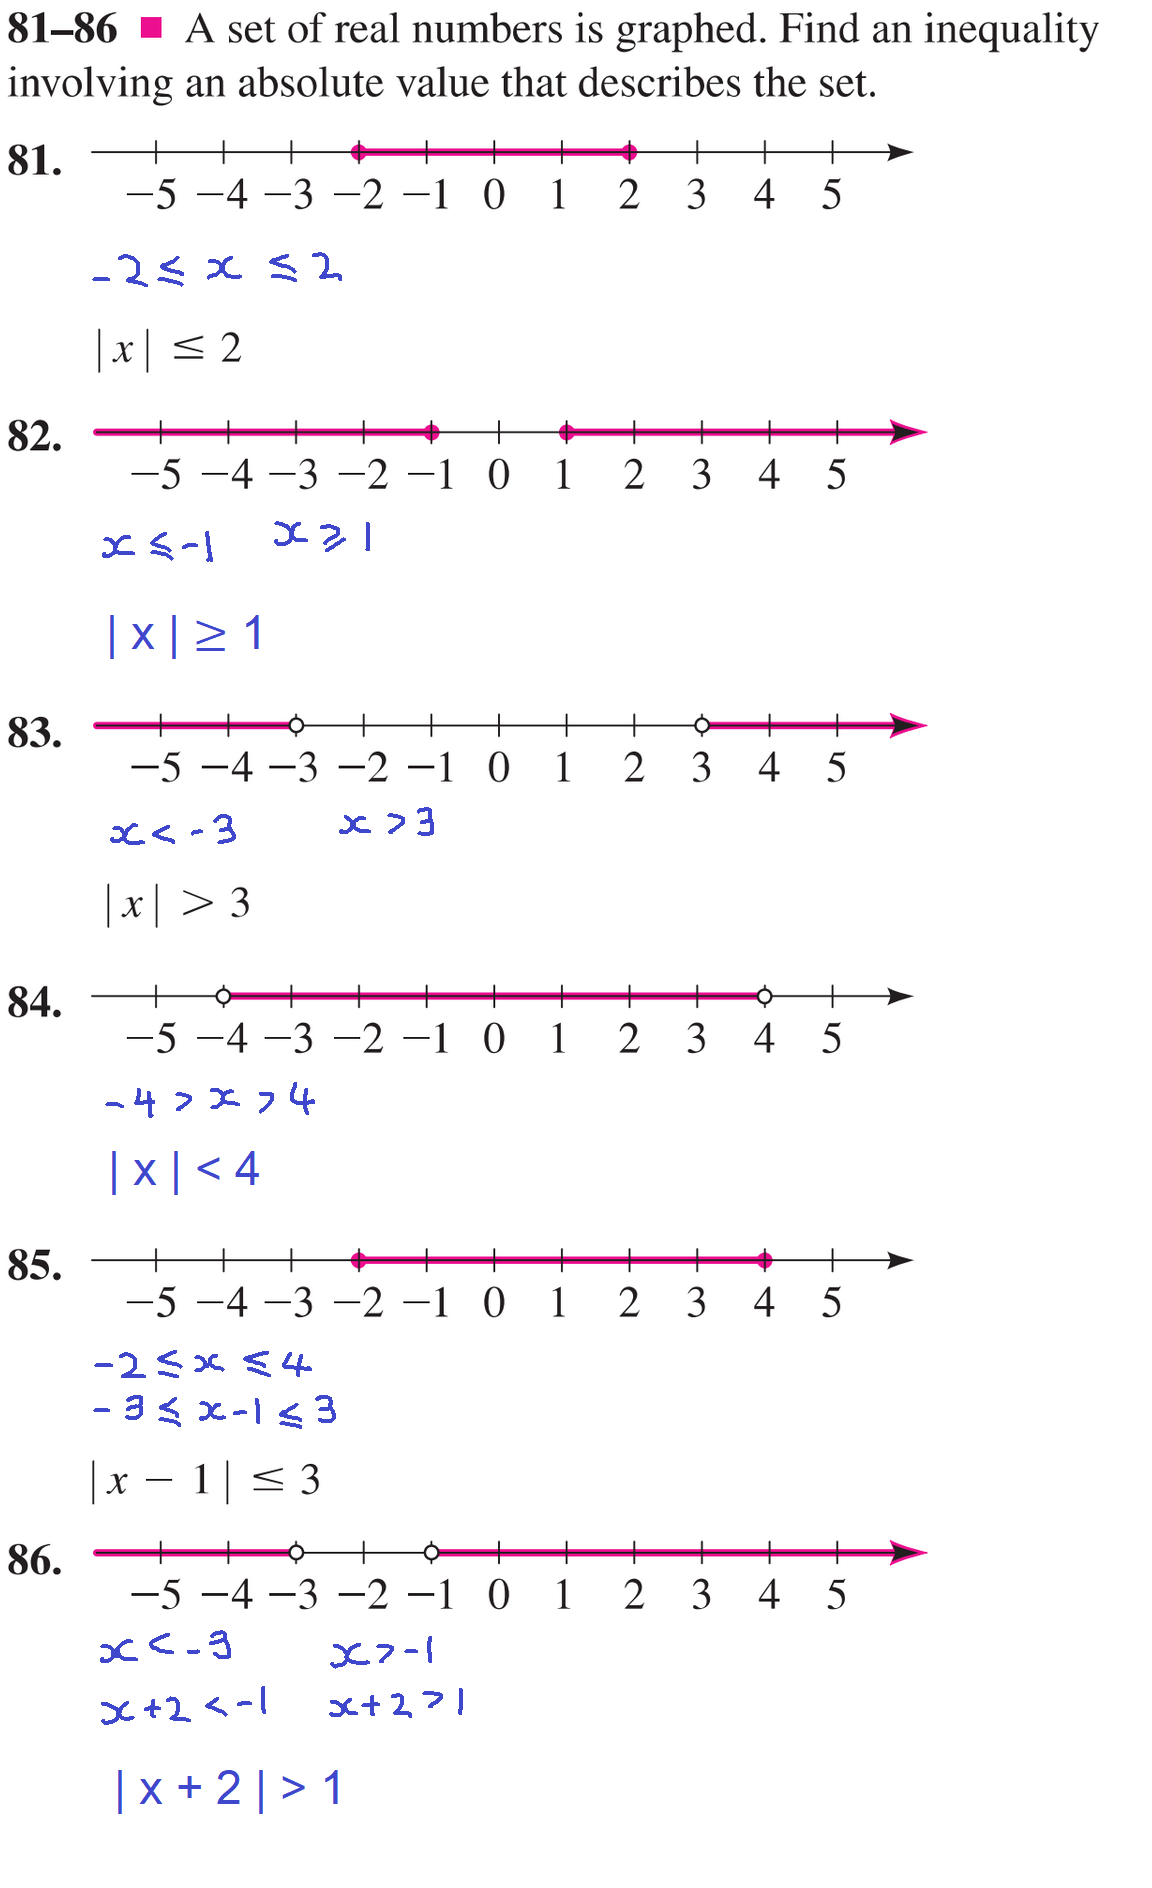 81–86 ■ A set of real numbers is graphed. Find an inequality
involving an absolute value that describes the set.
81.
−5 −4 −3 −2 −1 0 1 2 3 4 5
-2 ≤ x ≤ 2
|x| ≤ 2
82.
−5 −4 −3 −2 −1 0 1 2 3 4 5
x ≤ -1 x ≥ 1
| x | ≥ 1
83.
−5 −4 −3 −2 −1 0 1 2 3 4 5
x < -3 x > 3
|x| > 3
84.
−5 −4 −3 −2 −1 0 1 2 3 4 5
-4 > x > 4
| x | < 4
85.
−5 −4 −3 −2 −1 0 1 2 3 4 5
-2 ≤ x ≤ 4
-3 ≤ x-1 ≤ 3
|x − 1| ≤ 3
86.
−5 −4 −3 −2 −1 0 1 2 3 4 5
x < -3 x > -1
x+2 < -1 x+2 > 1
| x + 2 | > 1